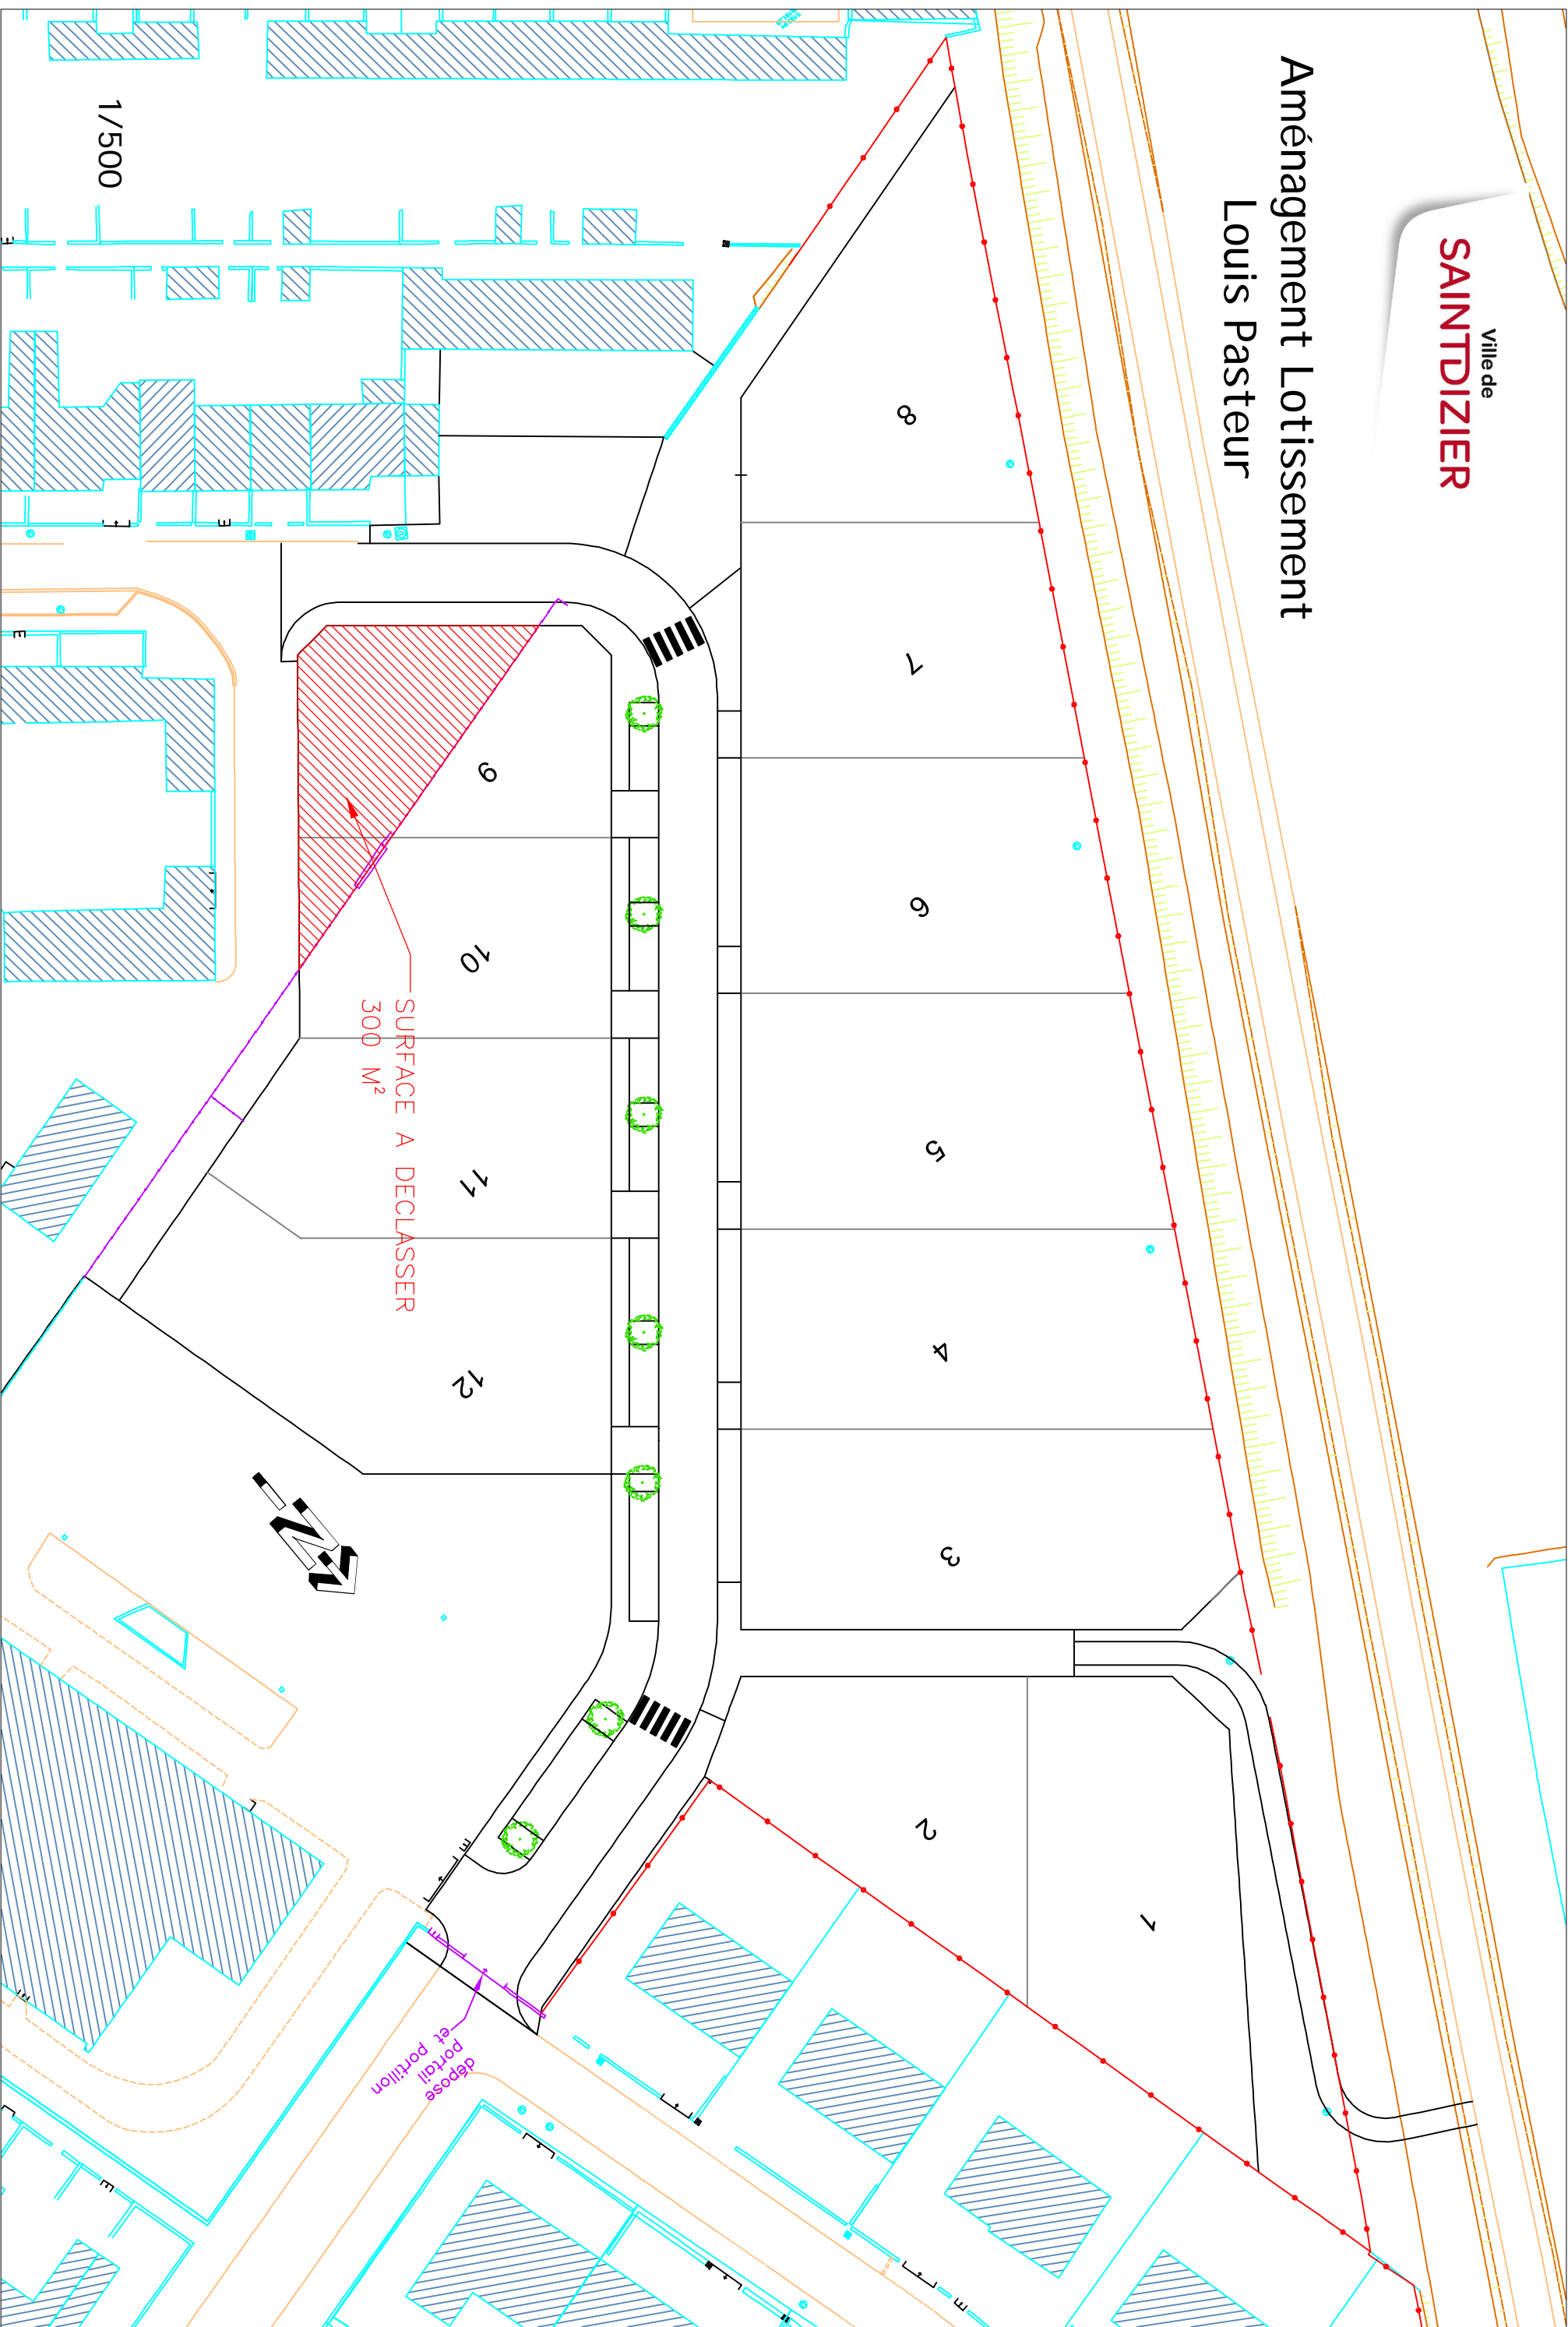 Ville de
SAINTDIZIER
Aménagement Lotissement
Louis Pasteur
1/500
8
7
6
5
4
3
2
1
9
10
11
12
SURFACE A DECLASSER
300 M²
N
dépose
portail
et portillon